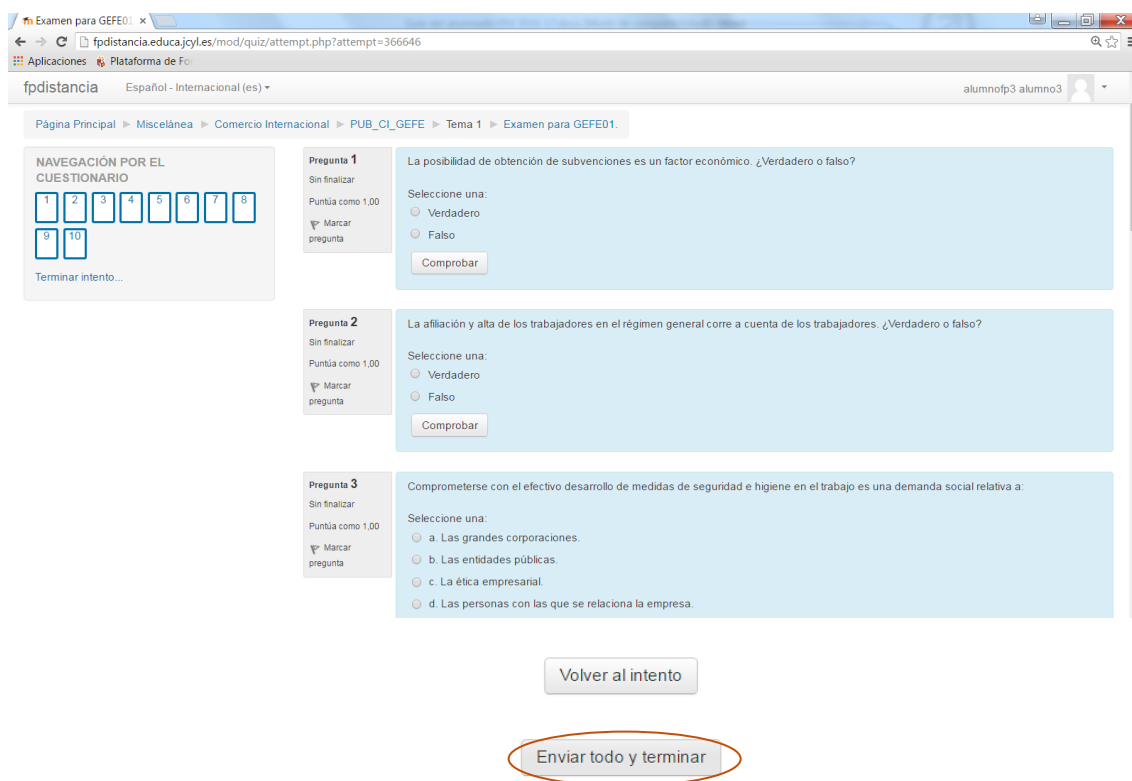 Examen para GEFE01
fpdistancia.educa.jcyl.es/mod/quiz/attempt.php?attempt=366646
Aplicaciones Plataforma de Fo
fpdistancia Español - Internacional (es) alumnofp3 alumno3
Página Principal ► Miscelánea ► Comercio Internacional ► PUB_CI_GEFE ► Tema 1 ► Examen para GEFE01.
NAVEGACIÓN POR EL
CUESTIONARIO
1 2 3 4 5 6 7 8
9 10
Terminar intento...
Pregunta 1
Sin finalizar
Puntúa como 1,00
Marcar
pregunta
La posibilidad de obtención de subvenciones es un factor económico. ¿Verdadero o falso?
Seleccione una:
Verdadero
Falso
Comprobar
Pregunta 2
Sin finalizar
Puntúa como 1,00
Marcar
pregunta
La afiliación y alta de los trabajadores en el régimen general corre a cuenta de los trabajadores. ¿Verdadero o falso?
Seleccione una:
Verdadero
Falso
Comprobar
Pregunta 3
Sin finalizar
Puntúa como 1,00
Marcar
pregunta
Comprometerse con el efectivo desarrollo de medidas de seguridad e higiene en el trabajo es una demanda social relativa a:
Seleccione una:
a. Las grandes corporaciones.
b. Las entidades públicas.
c. La ética empresarial.
d. Las personas con las que se relaciona la empresa.
Volver al intento
Enviar todo y terminar